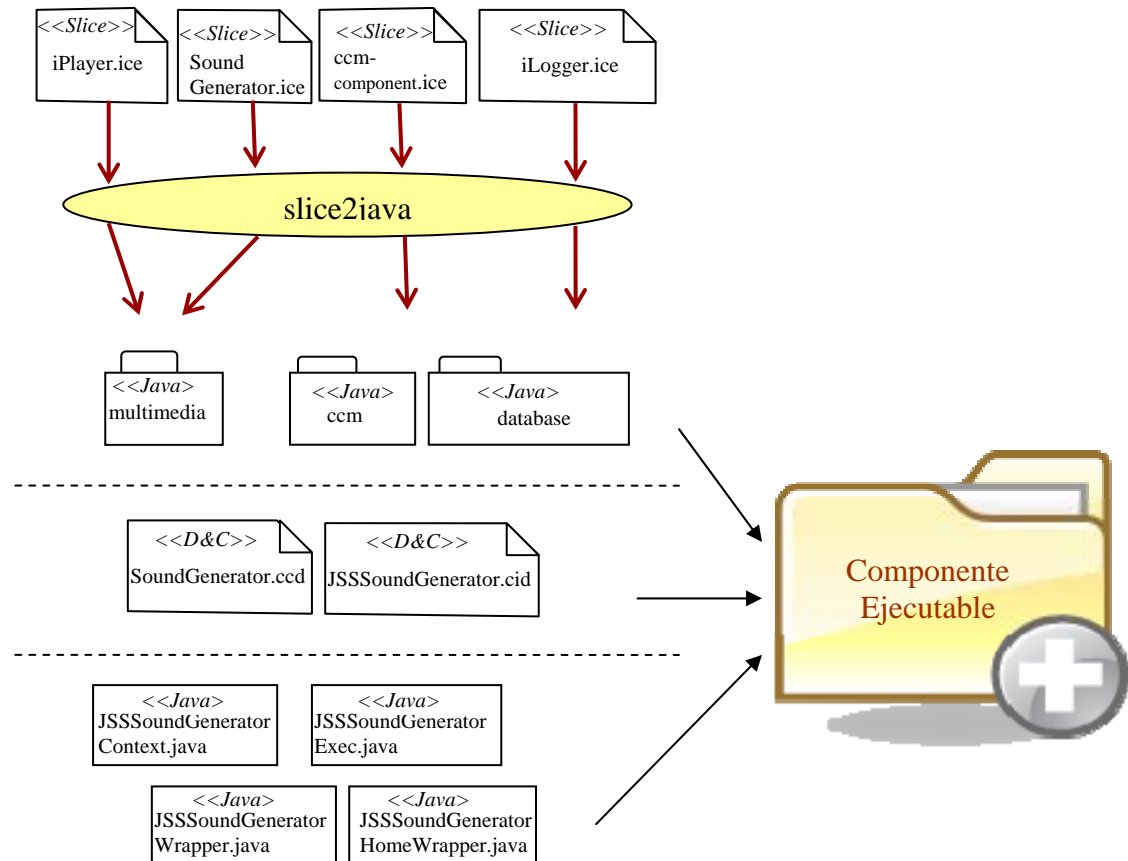 <<Slice>>
iPlayer.ice
<<Slice>>
Sound
Generator.ice
<<Slice>>
ccm-
component.ice
<<Slice>>
iLogger.ice
slice2java
<<Java>
multimedia
<<Java>
ccm
<<Java>
database
<<D&C>>
SoundGenerator.ccd
<<D&C>>
JSSSoundGenerator.cid
Componente
Ejecutable
<<Java>
JSSSoundGenerator
Context.java
<<Java>
JSSSoundGenerator
Exec.java
<<Java>
JSSSoundGenerator
Wrapper.java
<<Java>
JSSSoundGenerator
HomeWrapper.java